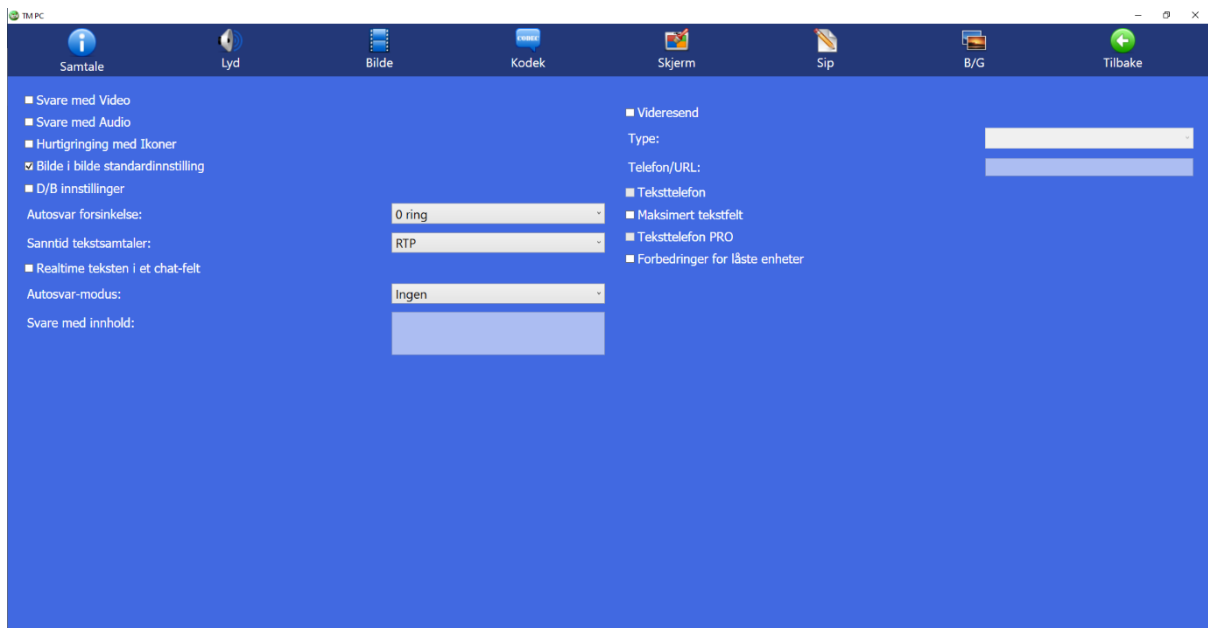 TM PC
CODEC
Samtale
Lyd
Bilde
Kodek
Skjerm
Sip
B/G
Tilbake
Svare med Video
Svare med Audio
Hurtigringing med Ikoner
Bilde i bilde standardinnstilling
D/B innstillinger
Autosvar forsinkelse: 0 ring
Sanntid tekstsamtaler: RTP
Realtime teksten i et chat-felt
Autosvar-modus: Ingen
Svare med innhold:
Videresend
Type:
Telefon/URL:
Teksttelefon
Maksimert tekstfelt
Teksttelefon PRO
Forbedringer for låste enheter